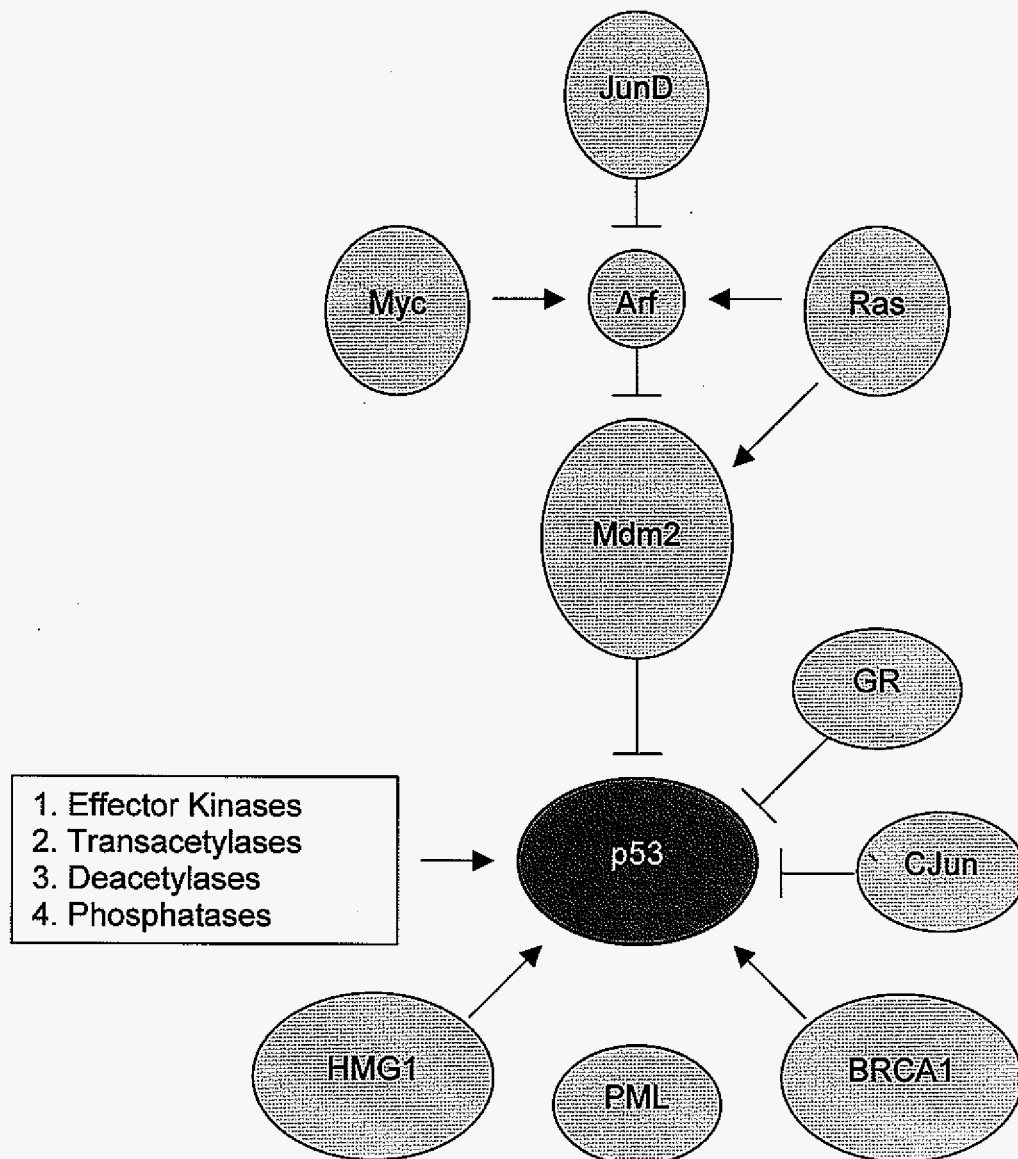 JunD
Myc
Arf
Ras
Mdm2
GR
1. Effector Kinases
2. Transacetylases
3. Deacetylases
4. Phosphatases
p53
CJun
HMG1
PML
BRCA1